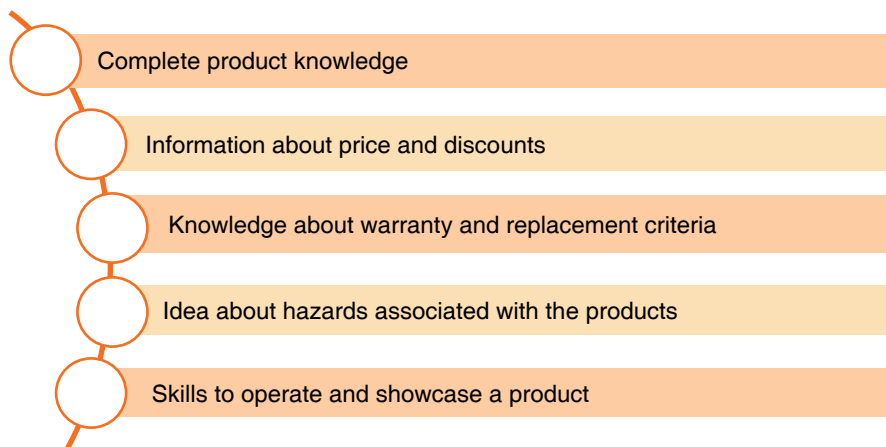 Complete product knowledge
Information about price and discounts
Knowledge about warranty and replacement criteria
Idea about hazards associated with the products
Skills to operate and showcase a product